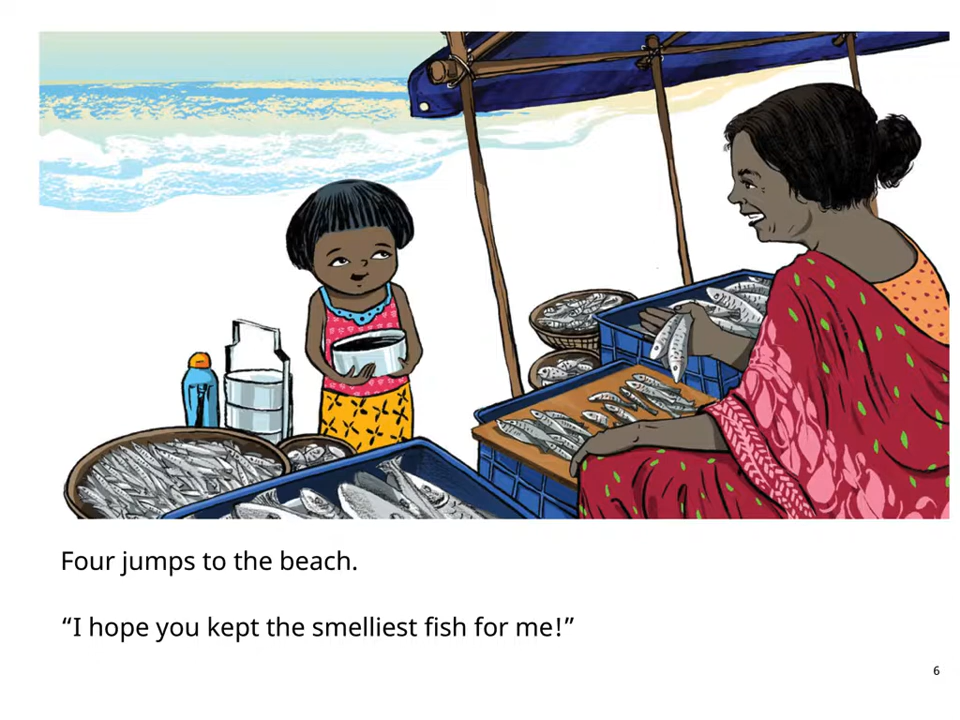 Four jumps to the beach.
“I hope you kept the smelliest fish for me!”
6